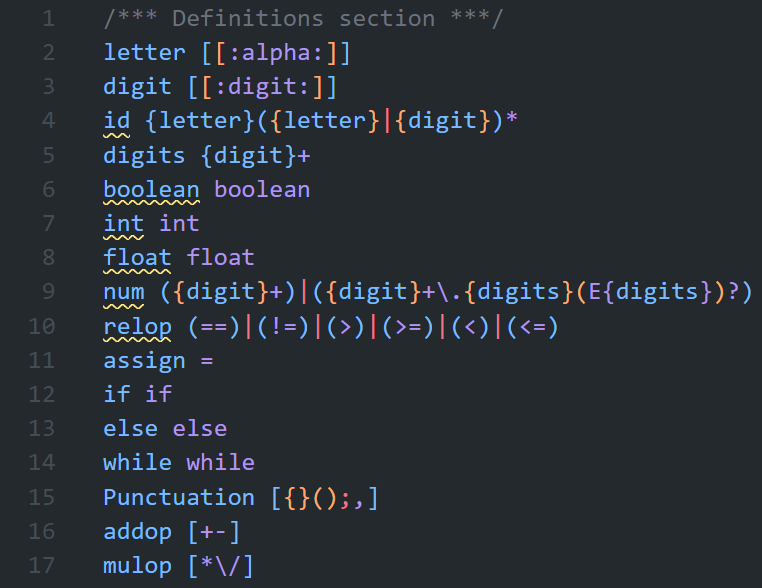 1 /*** Definitions section ***/
2 letter [[:alpha:]]
3 digit [[:digit:]]
4 id {letter}({letter}|{digit})*
5 digits {digit}+
6 boolean boolean
7 int int
8 float float
9 num ({digit}+)|({digit}+\.{digits}(E{digits})?)
10 relop (==)|(!=)|(>)|(>=)|(<)|(<=)
11 assign =
12 if if
13 else else
14 while while
15 Punctuation [{}();,]
16 addop [+-]
17 mulop [*\/]